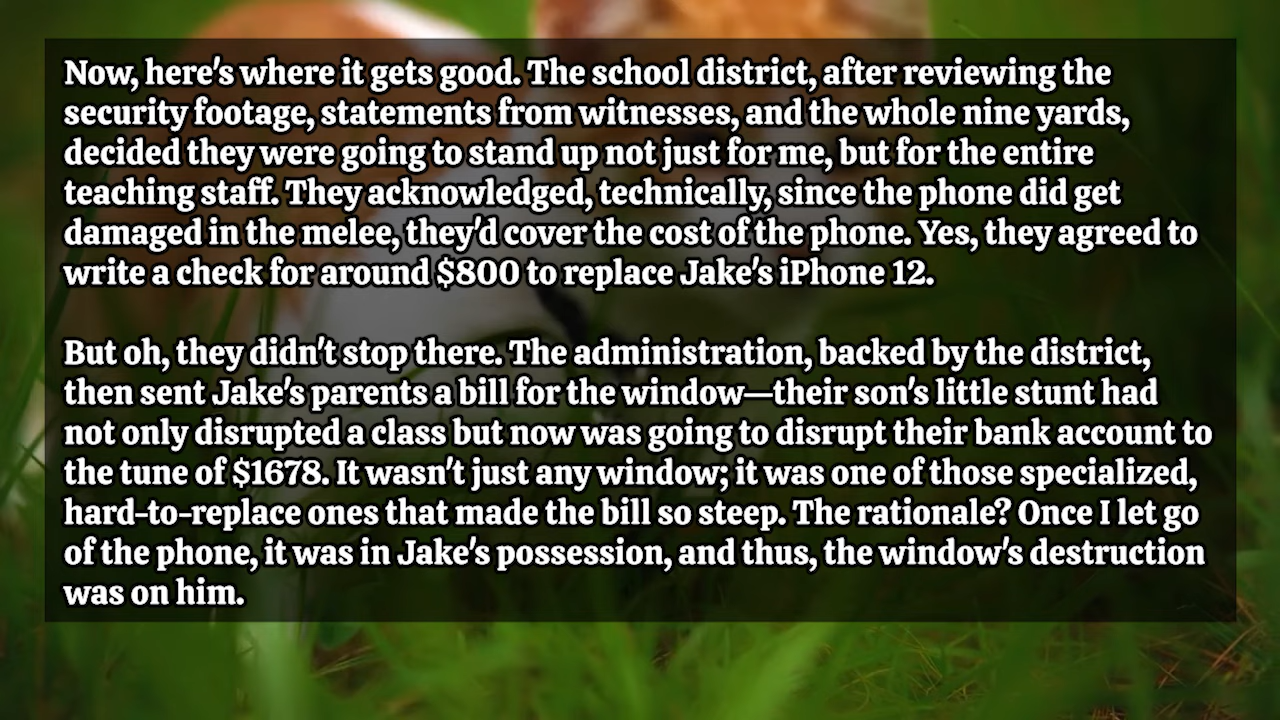 Now, here's where it gets good. The school district, after reviewing the
security footage, statements from witnesses, and the whole nine yards,
decided they were going to stand up not just for me, but for the entire
teaching staff. They acknowledged, technically, since the phone did get
damaged in the melee, they'd cover the cost of the phone. Yes, they agreed to
write a check for around $800 to replace Jake's iPhone 12.
But oh, they didn't stop there. The administration, backed by the district,
then sent Jake's parents a bill for the window—their son's little stunt had
not only disrupted a class but now was going to disrupt their bank account to
the tune of $1678. It wasn't just any window; it was one of those specialized,
hard-to-replace ones that made the bill so steep. The rationale? Once I let go
of the phone, it was in Jake's possession, and thus, the window's destruction
was on him.